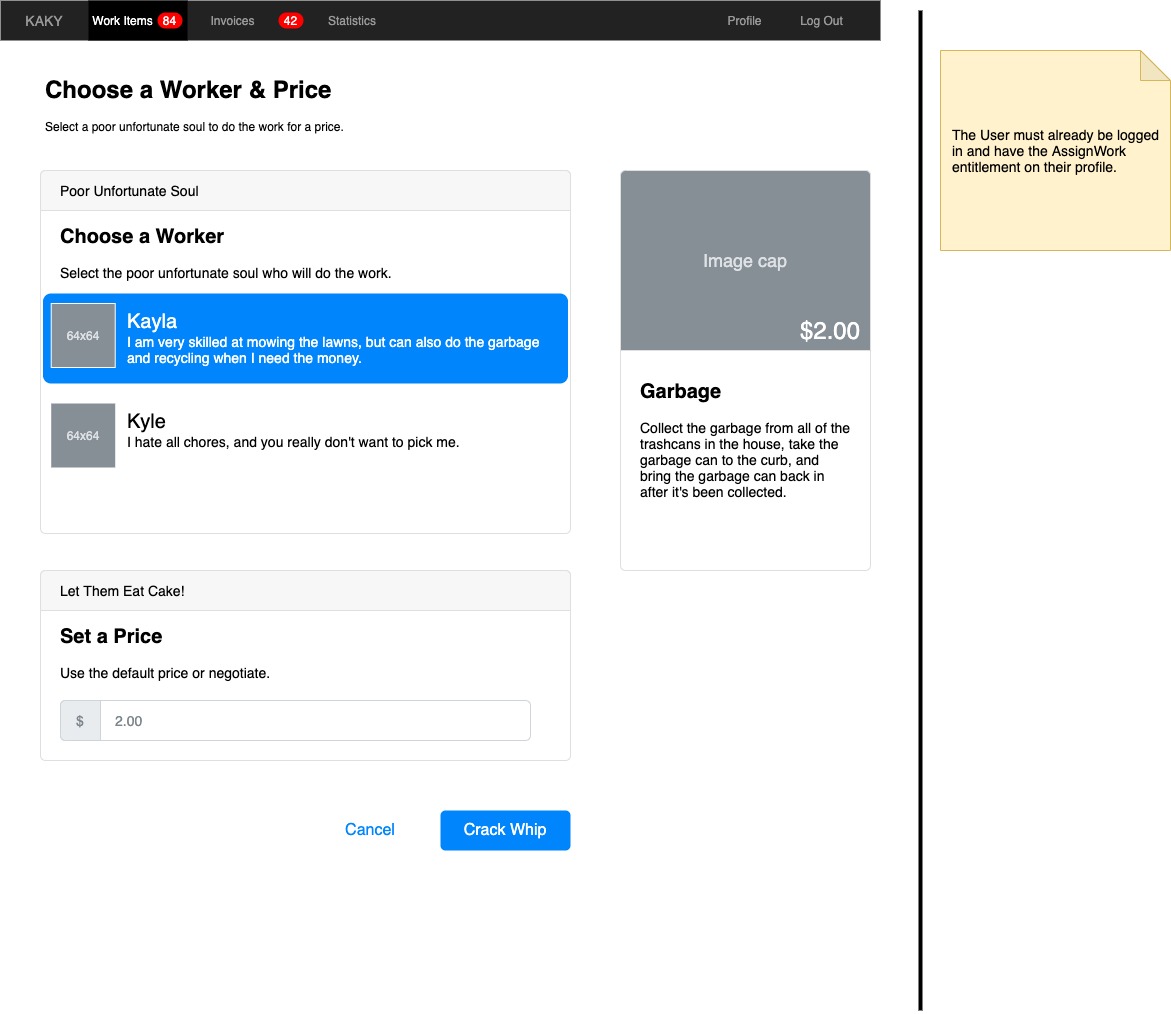 KAKY Work Items 84 Invoices 42 Statistics Profile Log Out
Choose a Worker & Price
Select a poor unfortunate soul to do the work for a price.
Poor Unfortunate Soul
Choose a Worker
Select the poor unfortunate soul who will do the work.
64x64
Kayla
I am very skilled at mowing the lawns, but can also do the garbage
and recycling when I need the money.
64x64
Kyle
I hate all chores, and you really don't want to pick me.
Let Them Eat Cake!
Set a Price
Use the default price or negotiate.
$ 2.00
Cancel
Crack Whip
Image cap
$2.00
Garbage
Collect the garbage from all of the
trashcans in the house, take the
garbage can to the curb, and
bring the garbage can back in
after it's been collected.
The User must already be logged
in and have the AssignWork
entitlement on their profile.